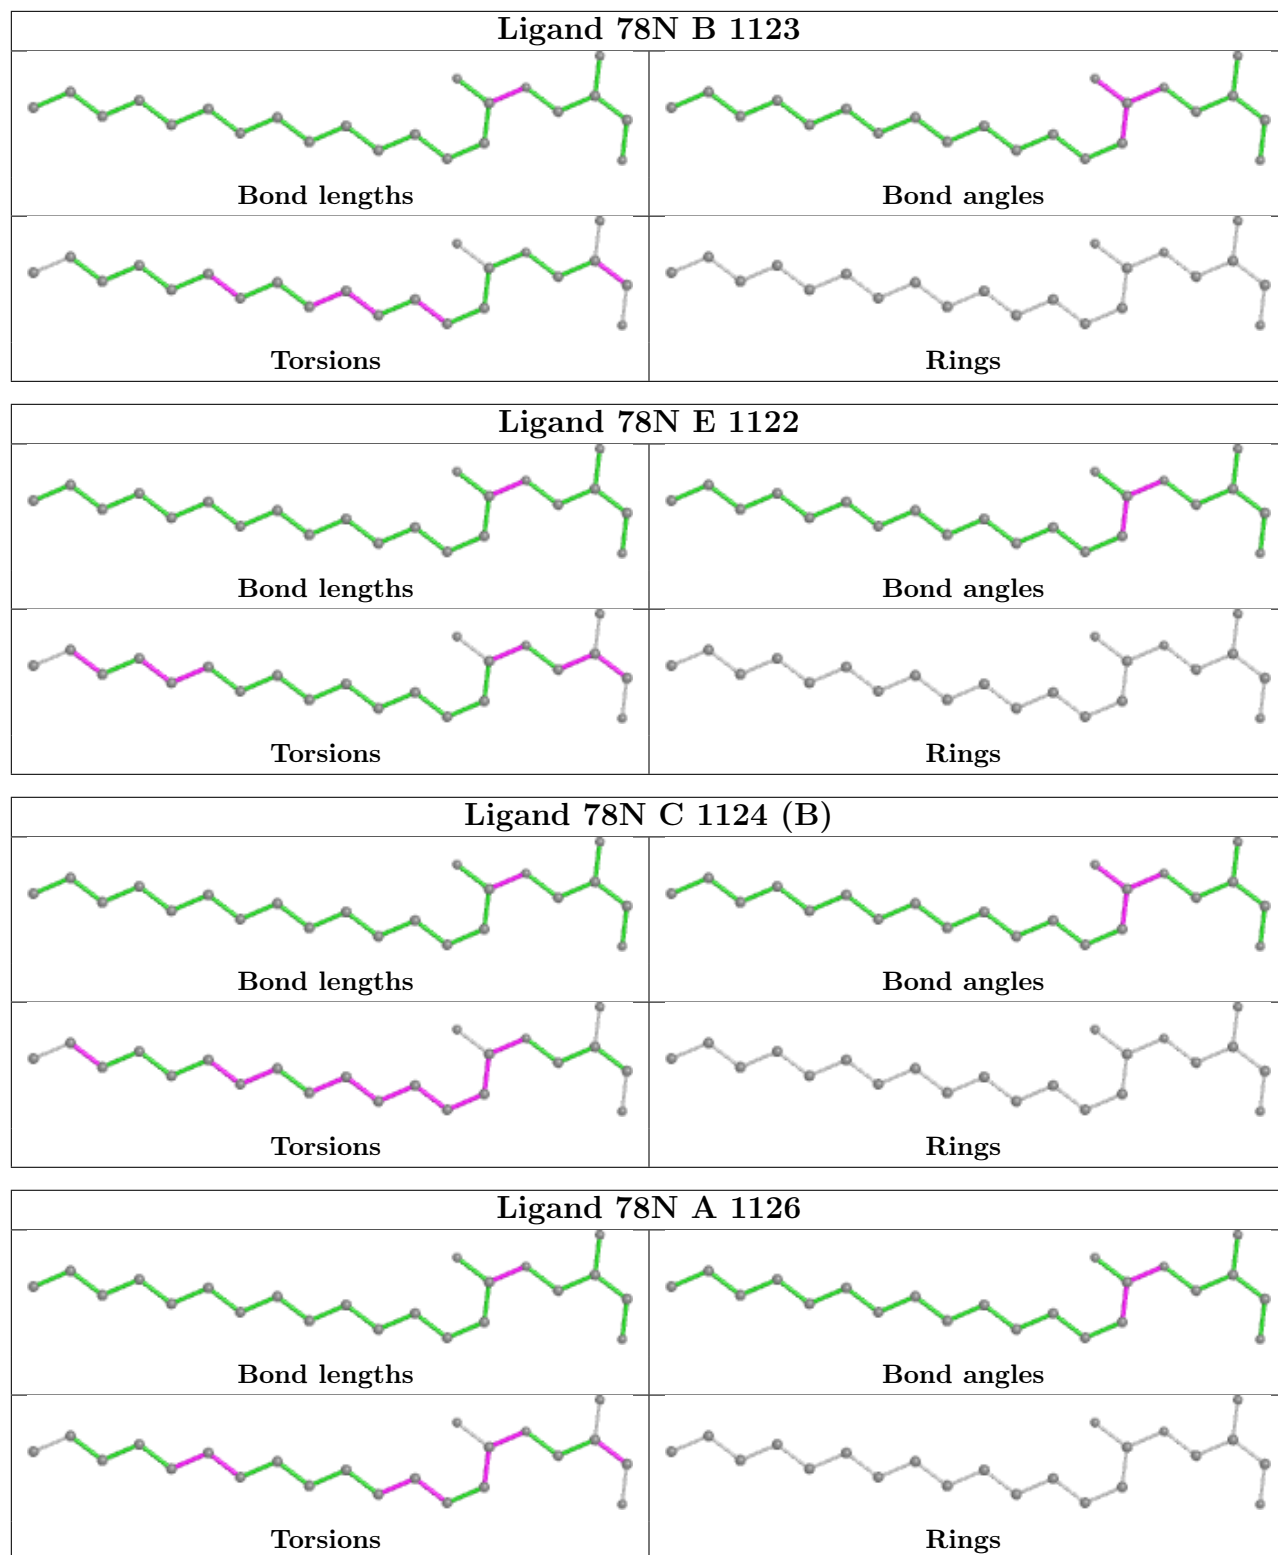 Ligand 78N B 1123
Bond lengths
Bond angles
Torsions
Rings
Ligand 78N E 1122
Bond lengths
Bond angles
Torsions
Rings
Ligand 78N C 1124 (B)
Bond lengths
Bond angles
Torsions
Rings
Ligand 78N A 1126
Bond lengths
Bond angles
Torsions
Rings